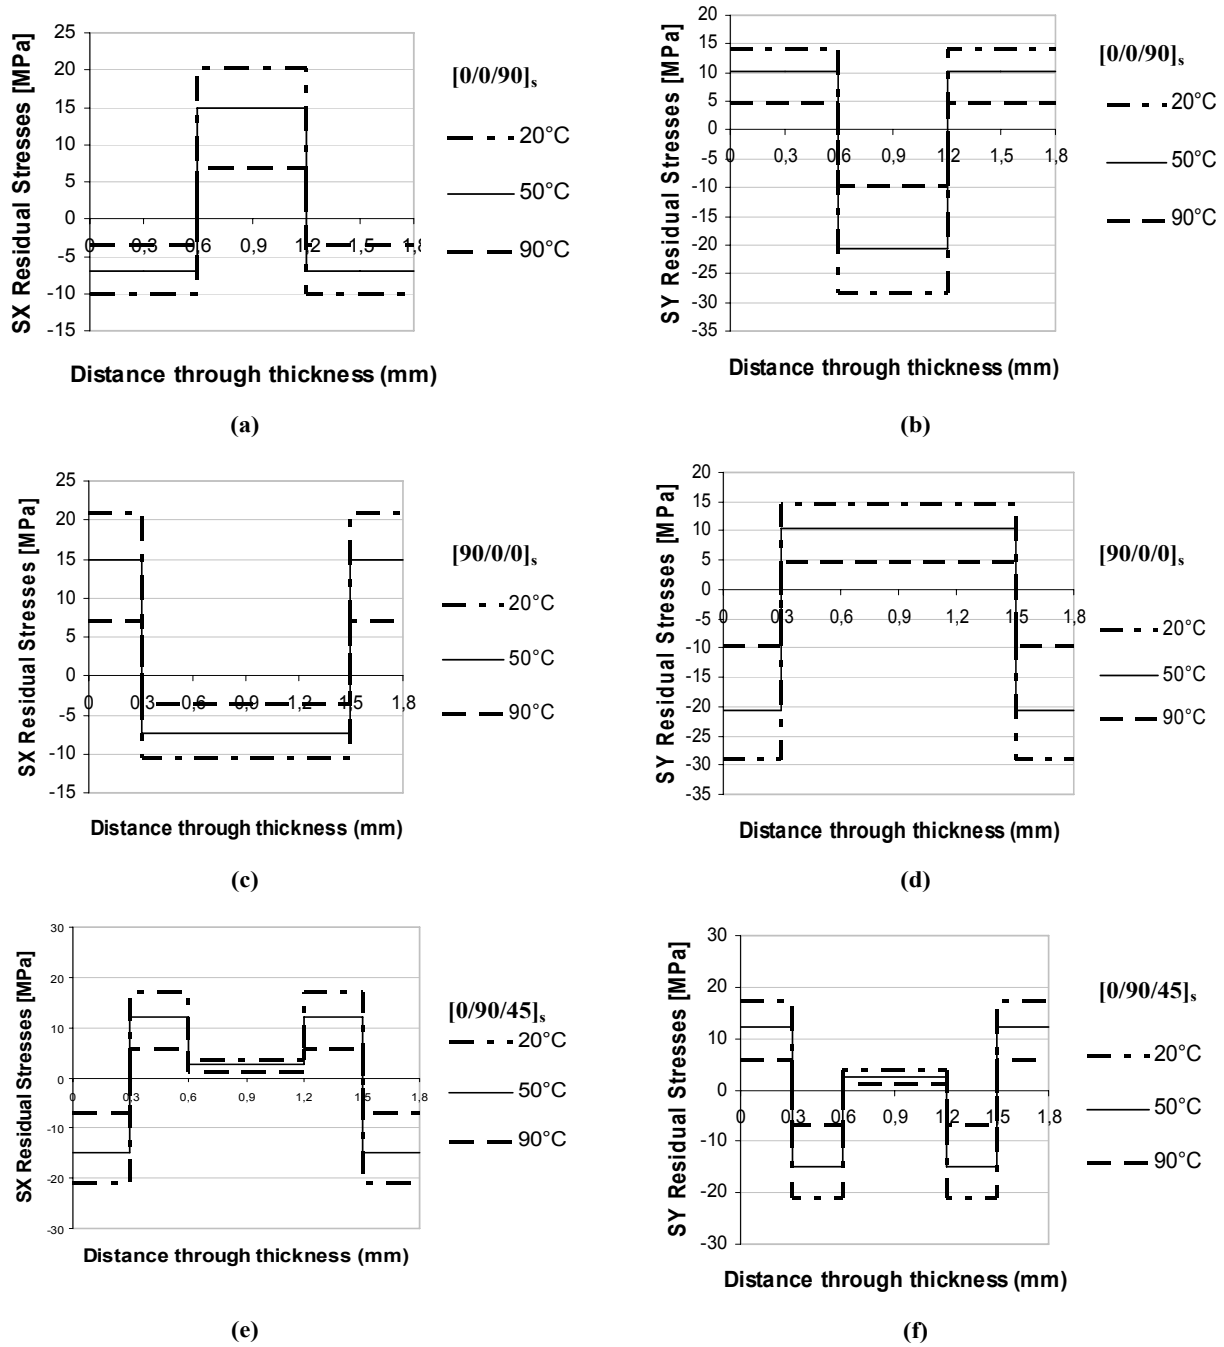 25
20
15
10
5
0
-5
-10
-15
SX Residual Stresses [MPa]
0 0,3 0,6 0,9 1,2 1,5
Distance through thickness (mm)
[0/0/90]s
20°C
50°C
90°C
(a)
20
15
10
5
0
-5
-10
-15
-20
-25
-30
-35
SY Residual Stresses [MPa]
0 0,3 0,6 0,9 1,2 1,5 1,8
Distance through thickness (mm)
[0/0/90]s
20°C
50°C
90°C
(b)
25
20
15
10
5
0
-5
-10
-15
SX Residual Stresses [MPa]
0 0,3 0,6 0,9 1,2 1,5 1,8
Distance through thickness (mm)
[90/0/0]s
20°C
50°C
90°C
(c)
20
15
10
5
0
-5
-10
-15
-20
-25
-30
-35
SY Residual Stresses [MPa]
0 0,3 0,6 0,9 1,2 1,5 1,8
Distance through thickness (mm)
[90/0/0]s
20°C
50°C
90°C
(d)
30
20
10
0
-10
-20
-30
SX Residual Stresses [MPa]
0 0,3 0,6 0,9 1,2 1,5 1,8
Distance through thickness (mm)
[0/90/45]s
20°C
50°C
90°C
(e)
30
20
10
0
-10
-20
-30
SY Residual Stresses [MPa]
0 0,3 0,6 0,9 1,2 1,5 1,8
Distance through thickness (mm)
[0/90/45]s
20°C
50°C
90°C
(f)